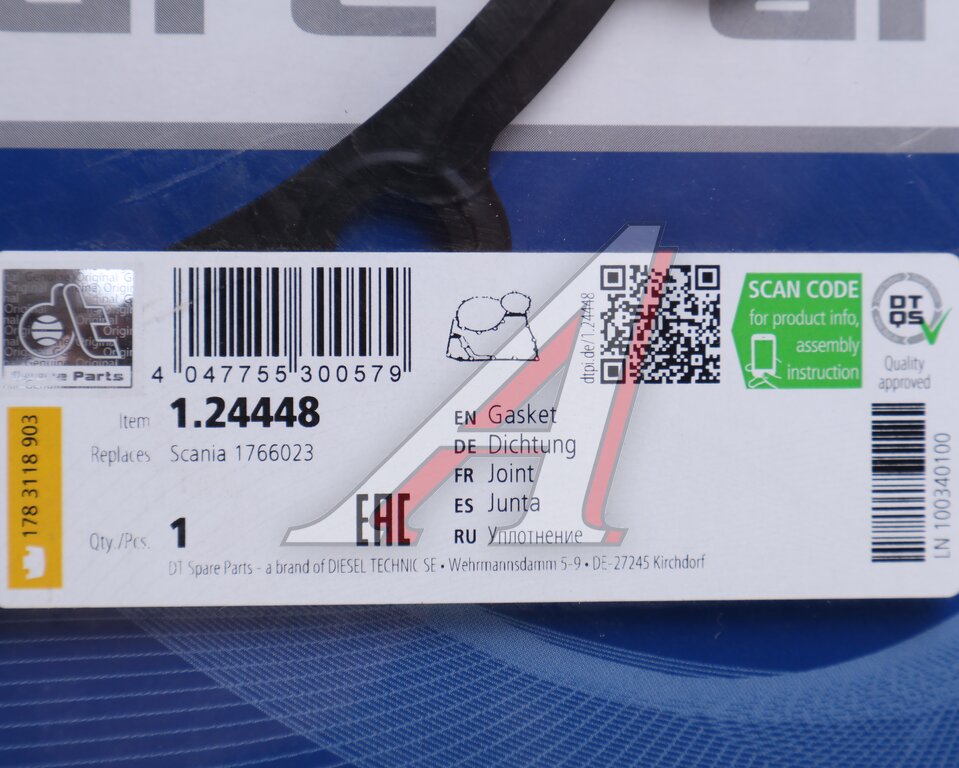 Spare Parts
4 047755 300579
dtpi.de/1.24448
SCAN CODE
for product info,
assembly
instruction
DT
QS
Quality
approved
Item 1.24448
Replaces Scania 1766023
EN Gasket
DE Dichtung
FR Joint
ES Junta
RU Уплотнение
Qty./Pcs. 1
EAC
DT Spare Parts - a brand of DIESEL TECHNIC SE • Wehrmannsdamm 5-9 • DE-27245 Kirchdorf
178 3118 903
LN 100340100